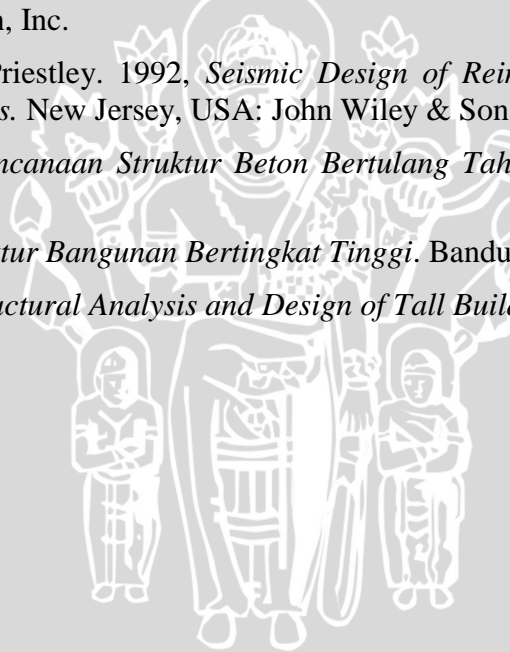 n, Inc.
Priestley. 1992, Seismic Design of Rein
s. New Jersey, USA: John Wiley & Son
ncanaan Struktur Beton Bertulang Tah
tur Bangunan Bertingkat Tinggi. Bandu
uctural Analysis and Design of Tall Build